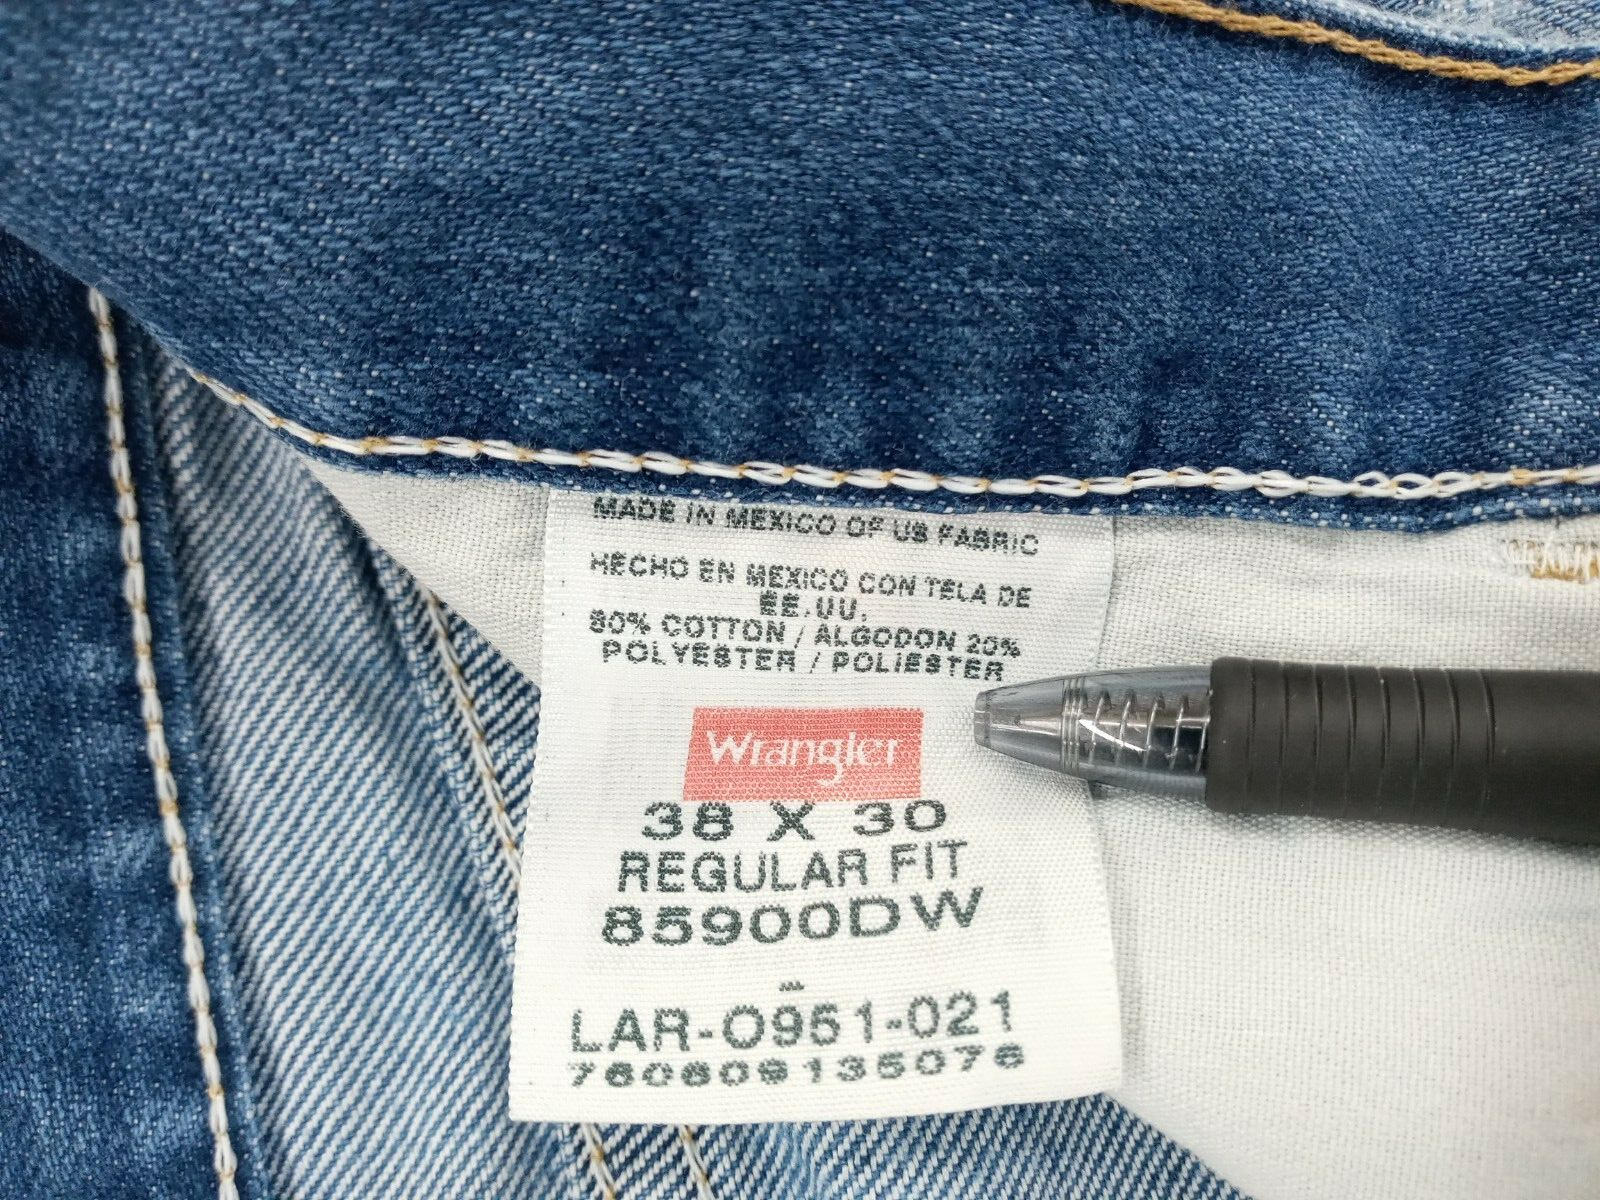 MADE IN MEXICO OF US FABRIC
HECHO EN MEXICO CON TELA DE
EE.UU.
80% COTTON / ALGODON 20%
POLYESTER / POLIESTER
Wrangler
38 X 30
REGULAR FIT
85900DW
LAR-0951-021
760609135076